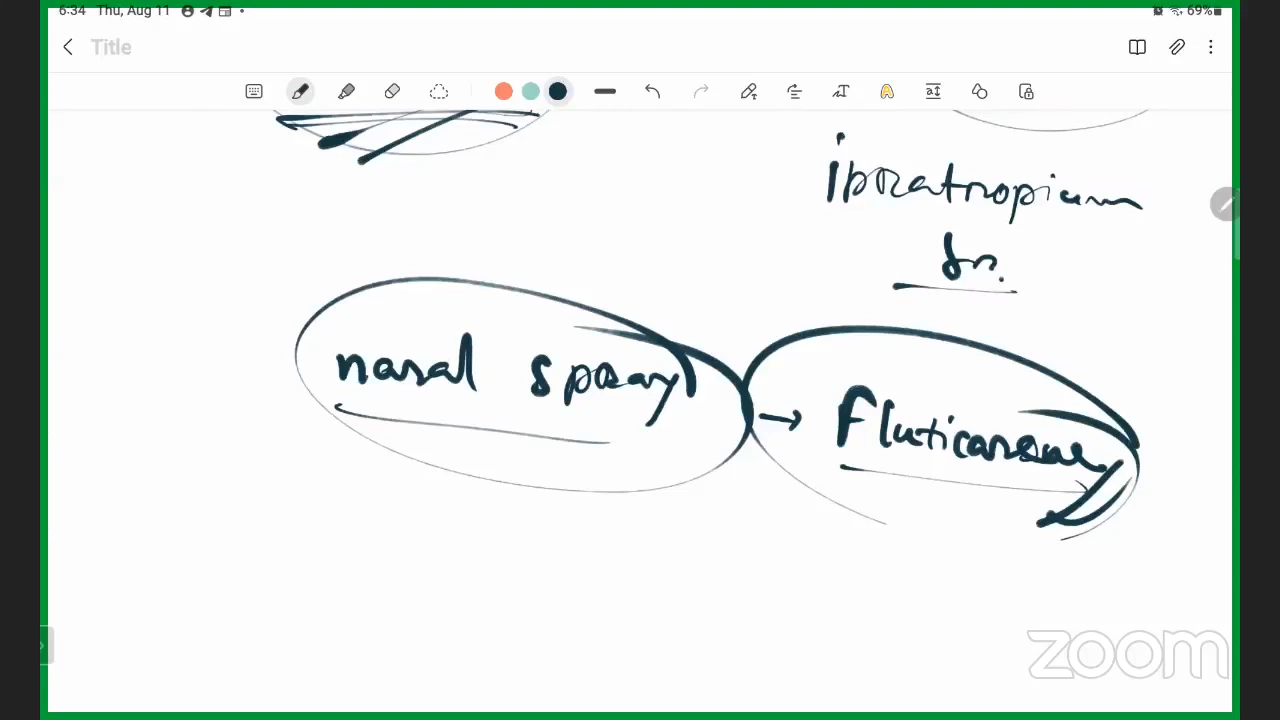 6:34 Thu, Aug 11
69%
Title
ipratropium
nasal spray → Fluticasone
zoom